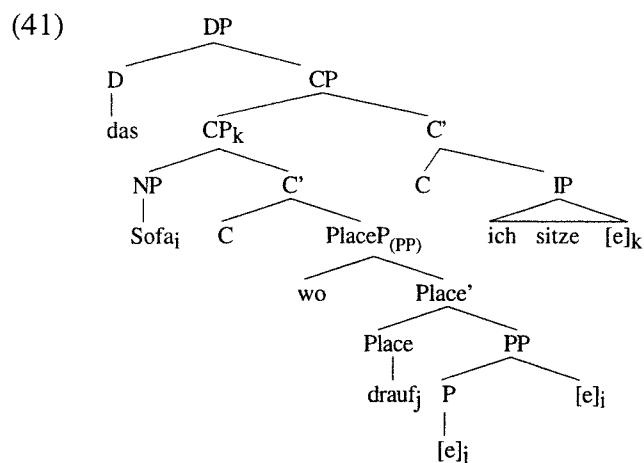 (41)
DP
D CP
das CPk C'
NP C' C IP
Sofai C PlaceP(PP) ich sitze [e]k
wo Place'
Place PP
draufj P [e]i
[e]j